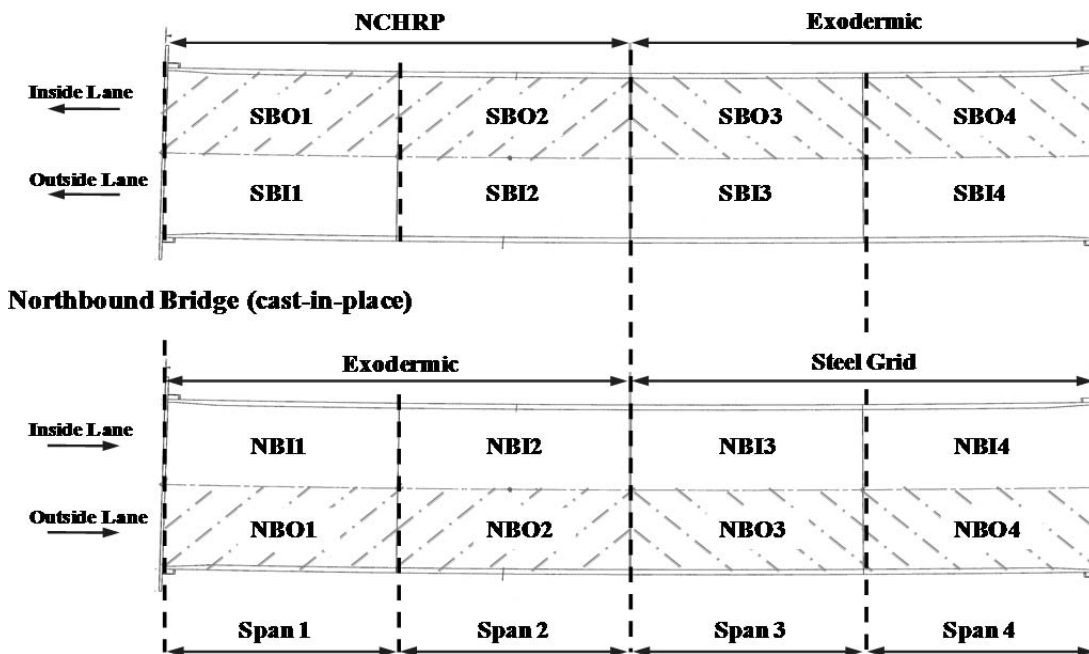 NCHRP Exodermic
Inside Lane SBO1 SBO2 SBO3 SBO4
Outside Lane SBI1 SBI2 SBI3 SBI4
Northbound Bridge (cast-in-place)
Exodermic Steel Grid
Inside Lane NBI1 NBI2 NBI3 NBI4
Outside Lane NBO1 NBO2 NBO3 NBO4
Span 1 Span 2 Span 3 Span 4